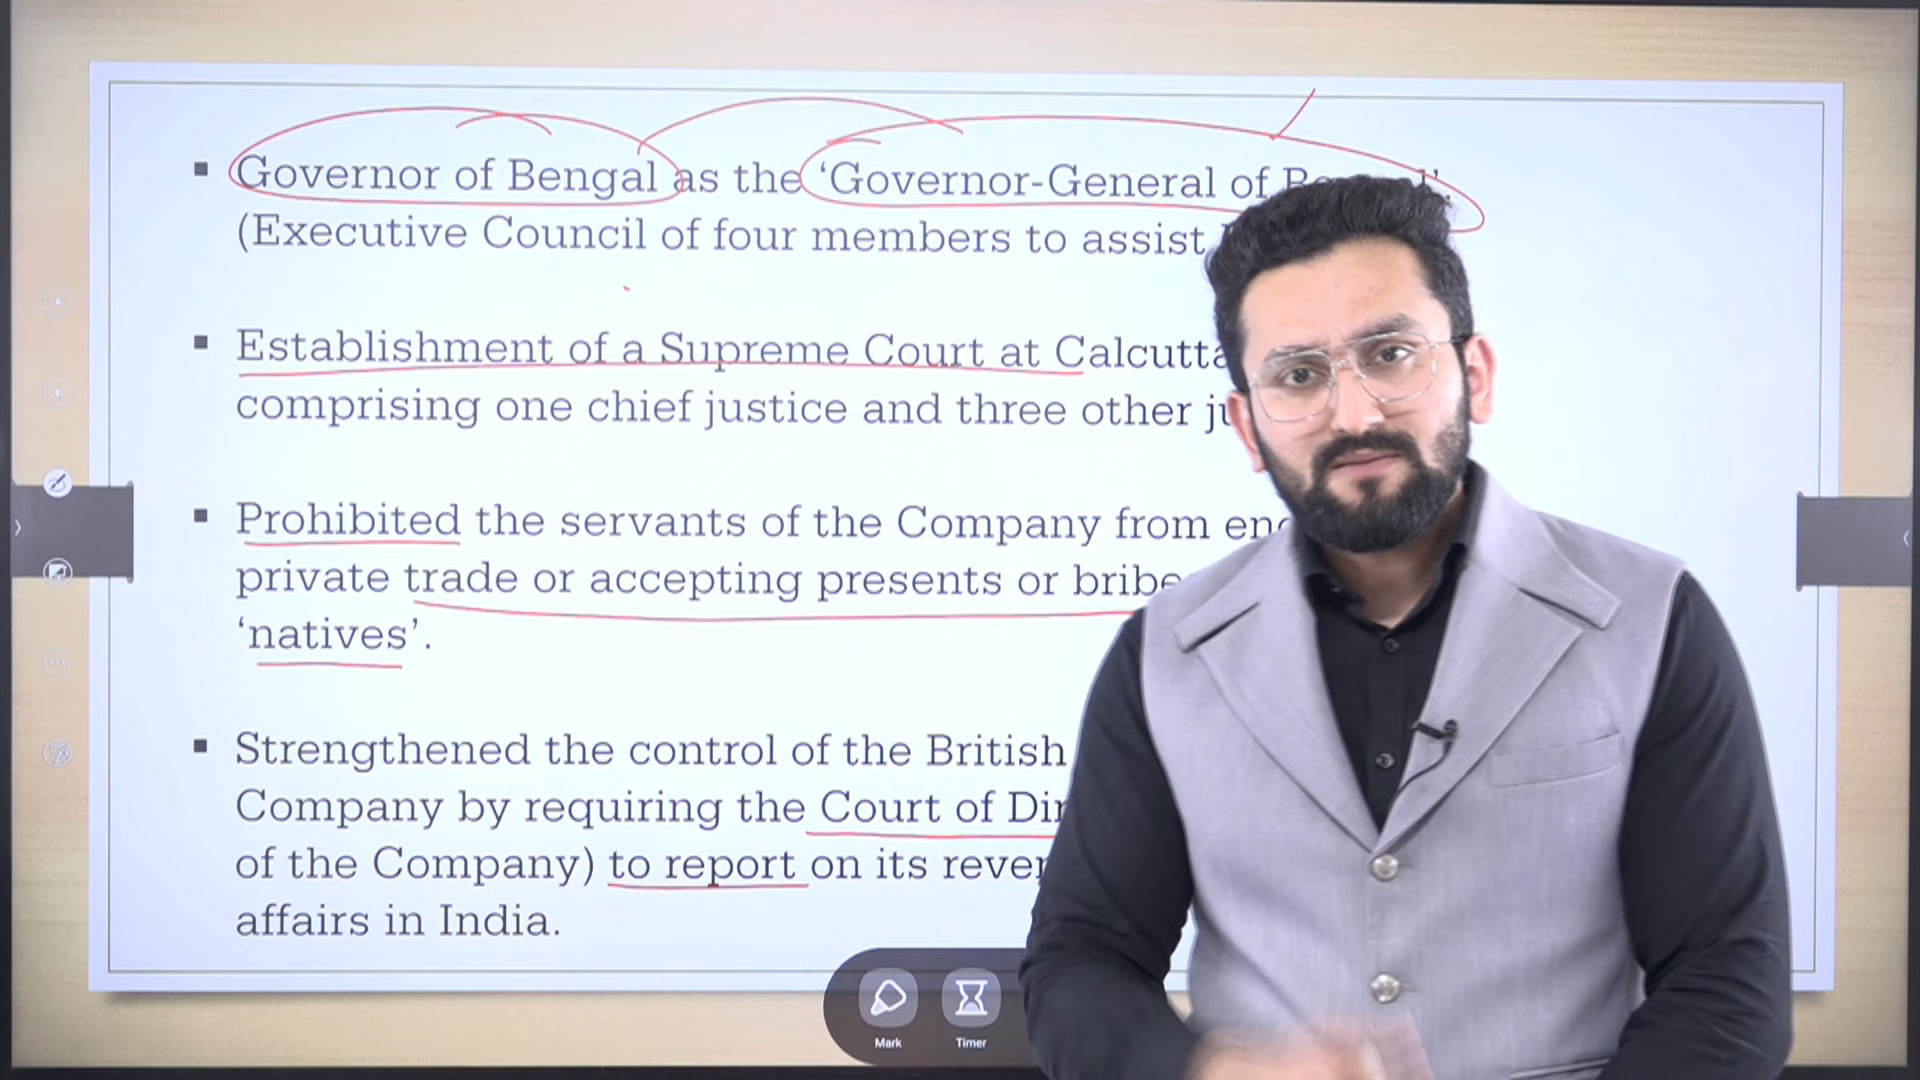 Governor of Bengal as the ‘Governor-General of
(Executive Council of four members to assist
Establishment of a Supreme Court at Calcutta
comprising one chief justice and three other
Prohibited the servants of the Company from
private trade or accepting presents or
‘natives’.
Strengthened the control of the British
Company by requiring the Court of
of the Company) to report on its
affairs in India.
Mark
Timer